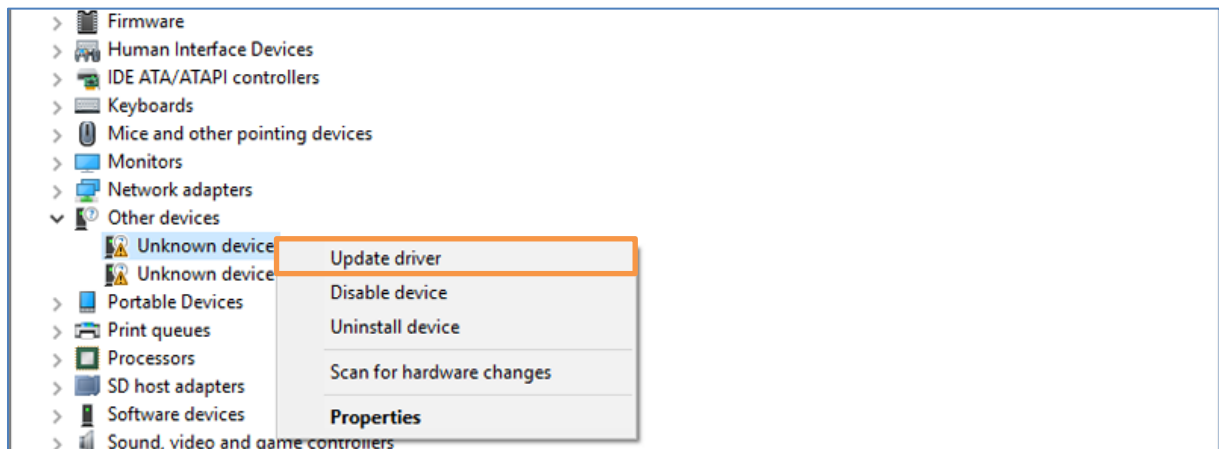 Firmware
Human Interface Devices
IDE ATA/ATAPI controllers
Keyboards
Mice and other pointing devices
Monitors
Network adapters
Other devices
Unknown device
Update driver
Unknown device
Disable device
Portable Devices
Print queues
Uninstall device
Processors
Scan for hardware changes
SD host adapters
Software devices
Properties
Sound, video and game controllers